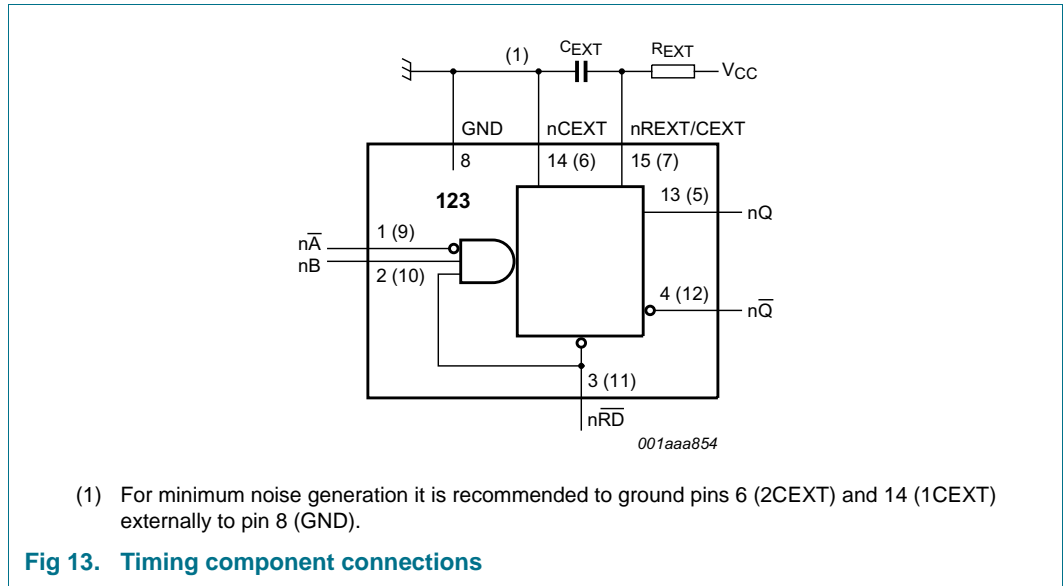 (1) CEXT REXT
VCC
GND nCEXT nREXT/CEXT
8 14 (6) 15 (7)
123 13 (5)
nQ
1 (9)
nA̅
nB
2 (10)
4 (12)
nQ̅
3 (11)
nR̅D̅
001aaa854
(1) For minimum noise generation it is recommended to ground pins 6 (2CEXT) and 14 (1CEXT)
externally to pin 8 (GND).
Fig 13. Timing component connections